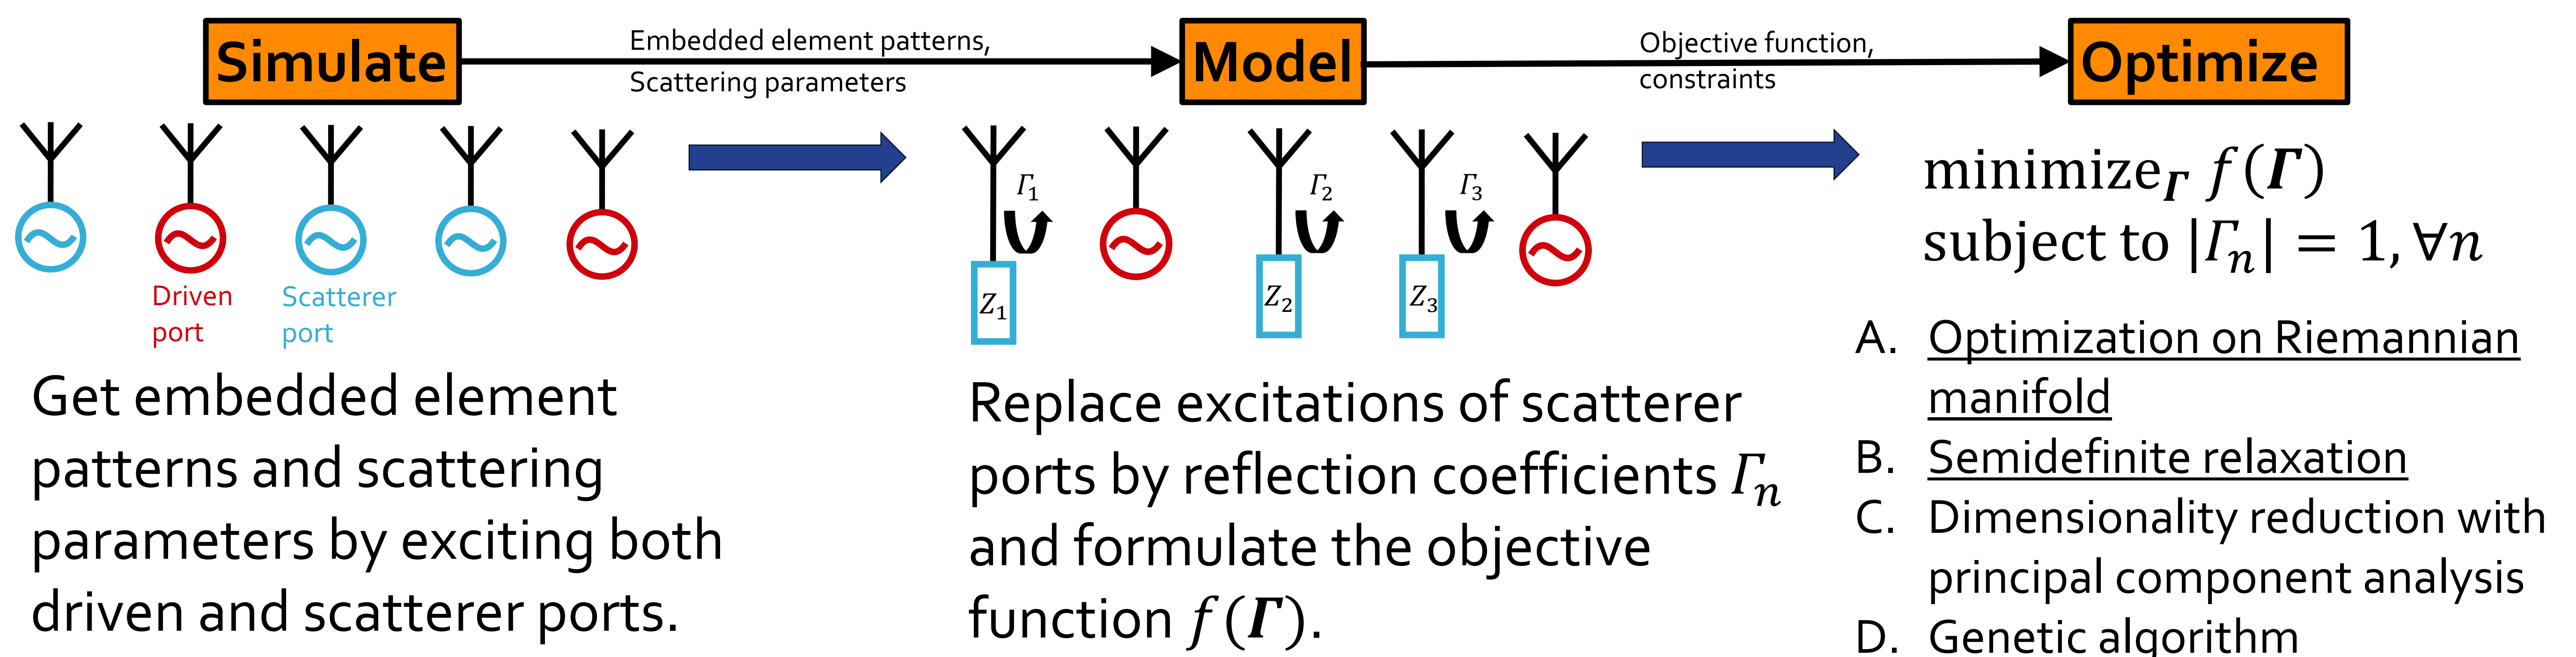 Simulate
Embedded element patterns,
Scattering parameters
Model
Objective function,
constraints
Optimize
Driven
port
Scatterer
port
Γ₁
Γ₂
Γ₃
Z₁
Z₂
Z₃
minimize_Γ f(Γ)
subject to |Γₙ| = 1, ∀n
Get embedded element
patterns and scattering
parameters by exciting both
driven and scatterer ports.
Replace excitations of scatterer
ports by reflection coefficients Γₙ
and formulate the objective
function f(Γ).
A. Optimization on Riemannian
manifold
B. Semidefinite relaxation
C. Dimensionality reduction with
principal component analysis
D. Genetic algorithm